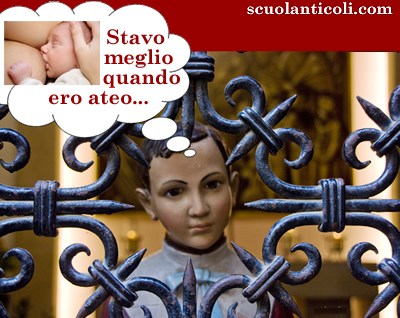 scuolanticoli.com
Stavo
meglio
quando
ero ateo...